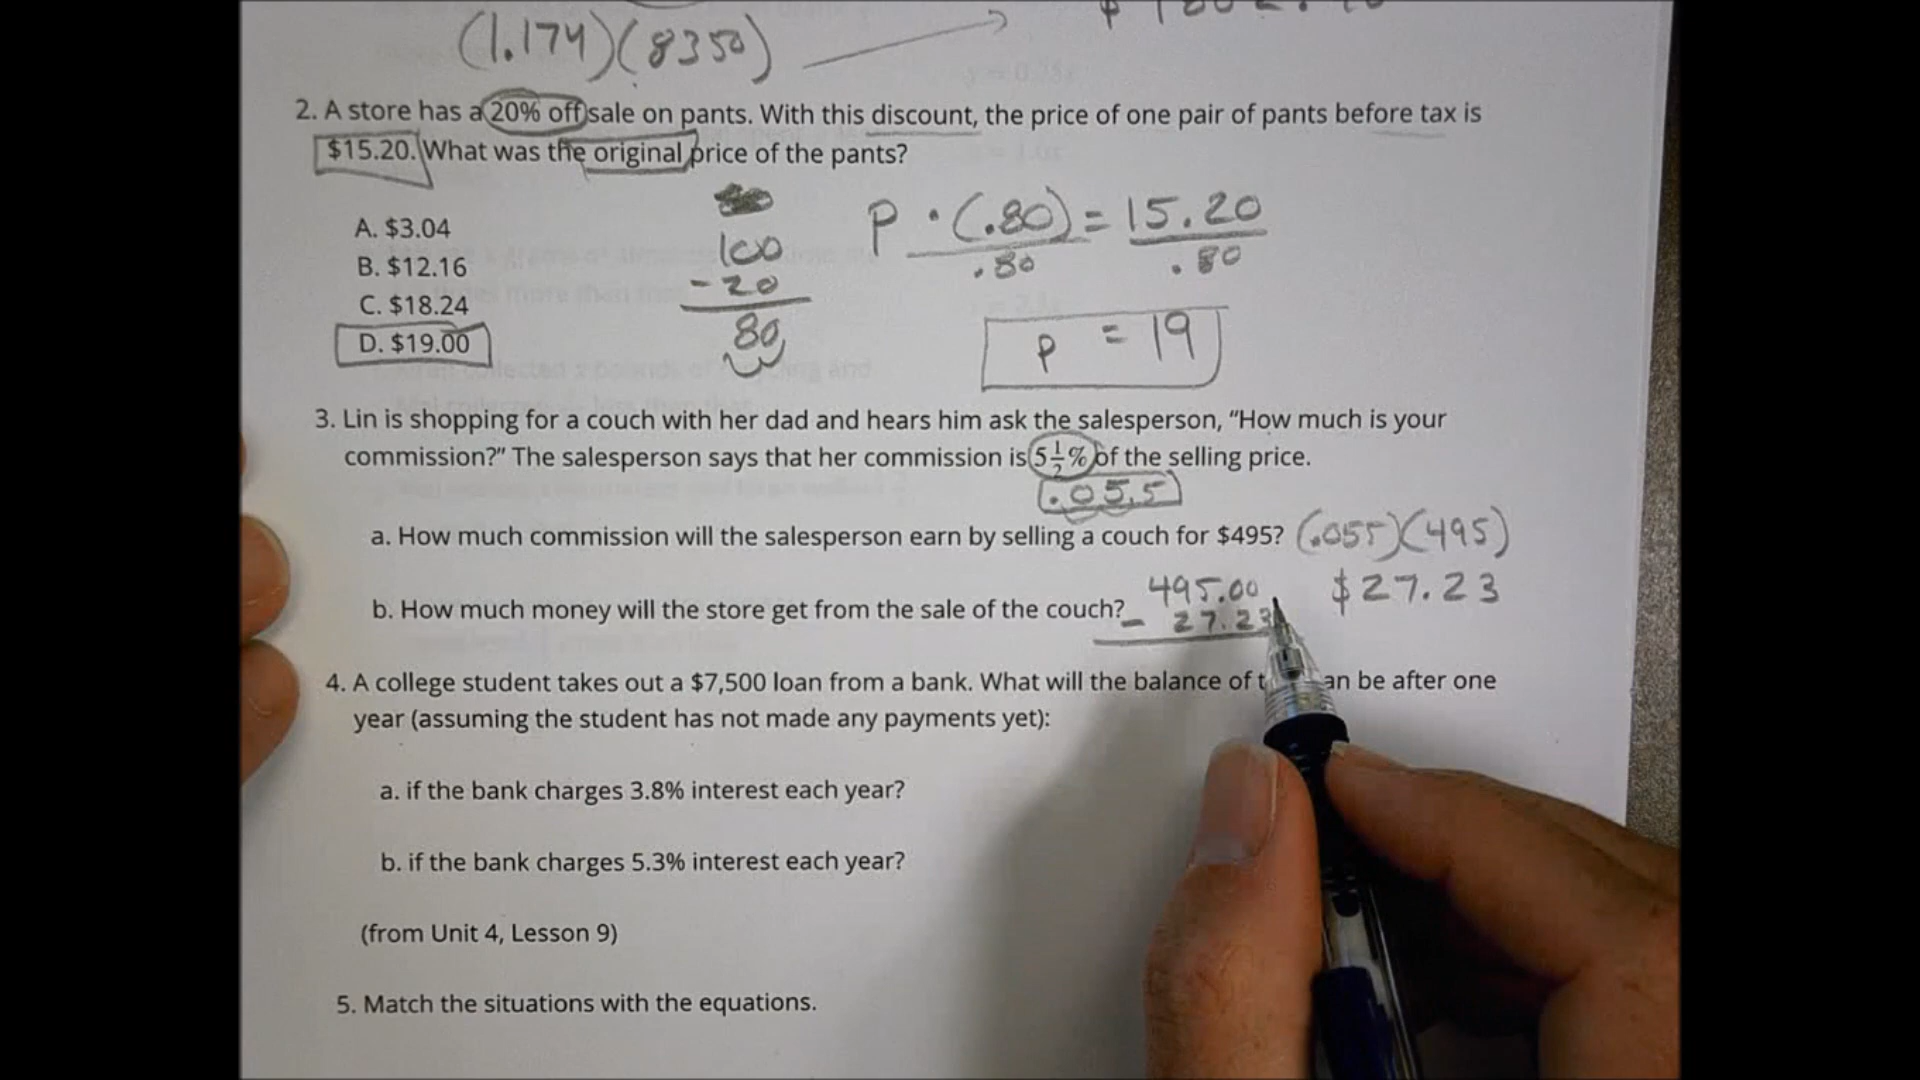 (1.174)(8350)
2. A store has a 20% off sale on pants. With this discount, the price of one pair of pants before tax is
$15.20. What was the original price of the pants?
A. $3.04
B. $12.16
C. $18.24
D. $19.00
100
- 20
80
P · (.80) = 15.20
.80 .80
P = 19
3. Lin is shopping for a couch with her dad and hears him ask the salesperson, “How much is your
commission?” The salesperson says that her commission is 5½% of the selling price.
.05.5
a. How much commission will the salesperson earn by selling a couch for $495? (.055)(495)
$27.23
b. How much money will the store get from the sale of the couch?
495.00
- 27.23
4. A college student takes out a $7,500 loan from a bank. What will the balance of be after one
year (assuming the student has not made any payments yet):
a. if the bank charges 3.8% interest each year?
b. if the bank charges 5.3% interest each year?
(from Unit 4, Lesson 9)
5. Match the situations with the equations.